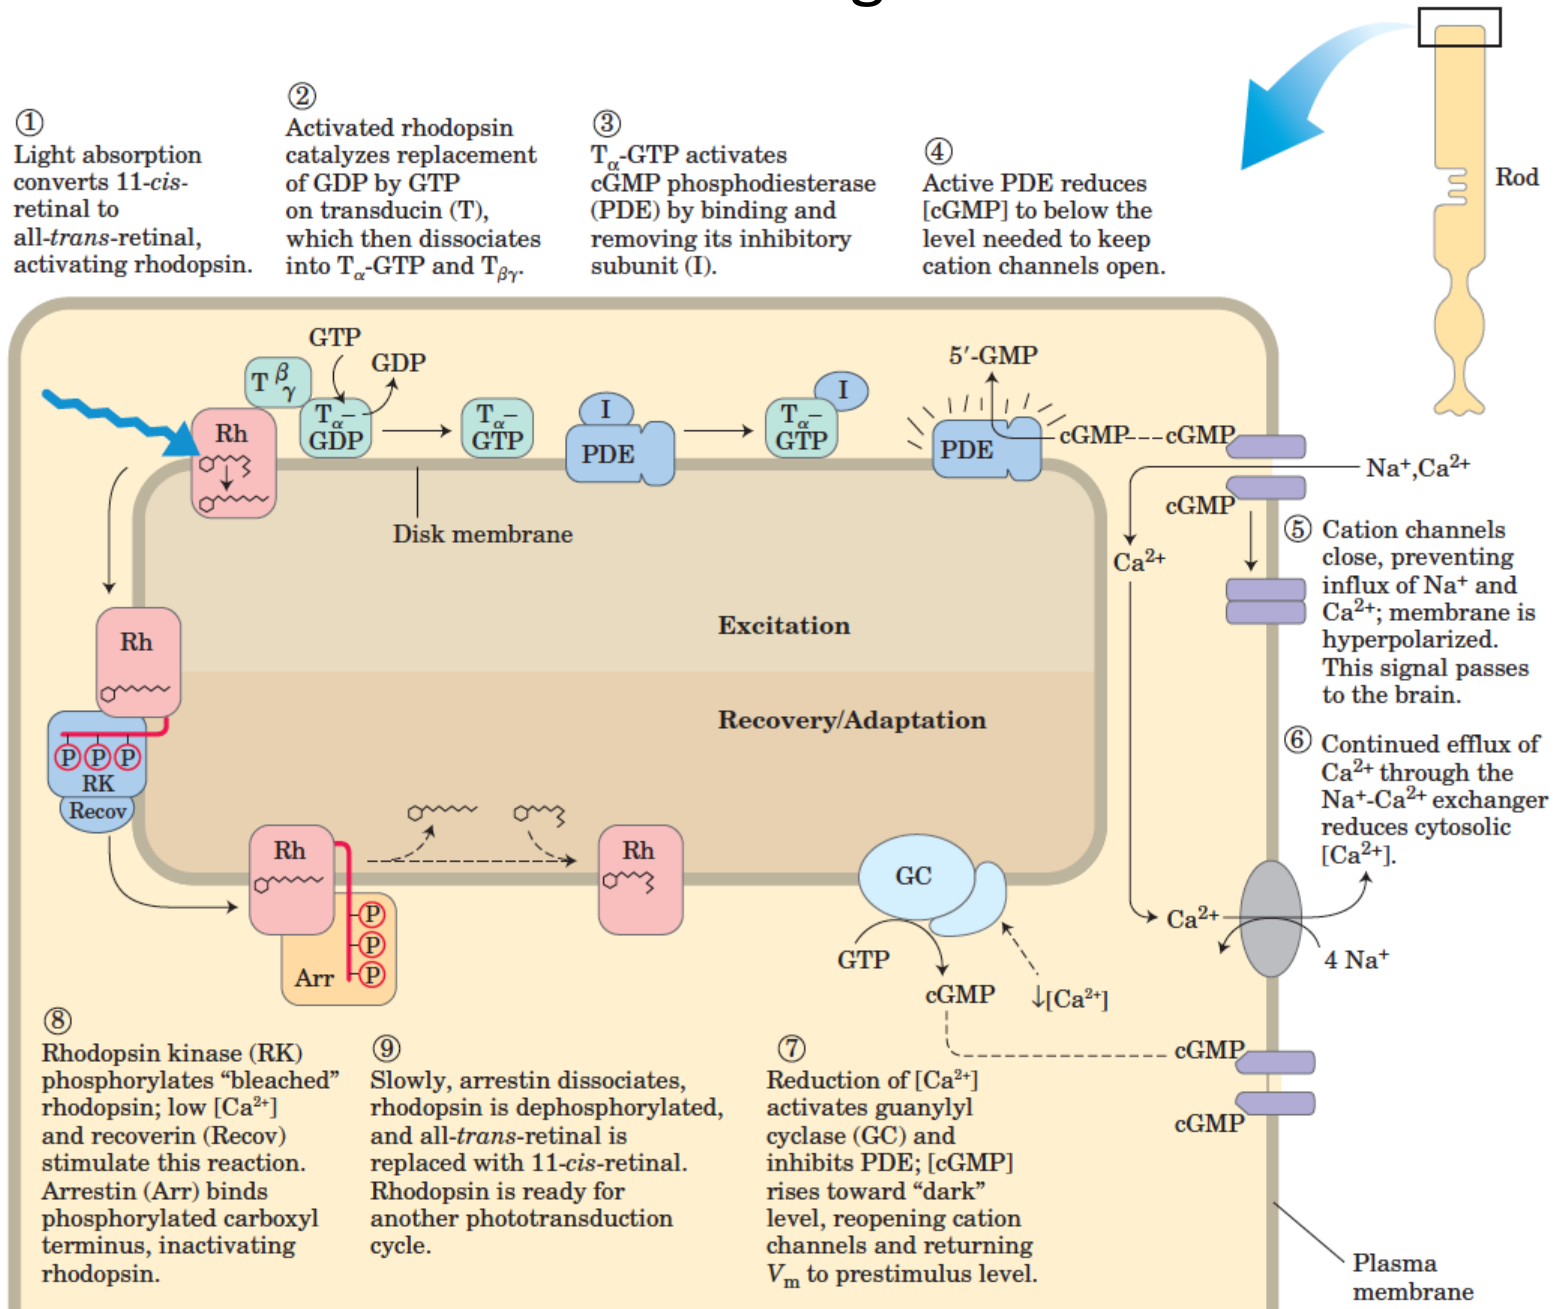 ①
Light absorption
converts 11-cis-
retinal to
all-trans-retinal,
activating rhodopsin.
②
Activated rhodopsin
catalyzes replacement
of GDP by GTP
on transducin (T),
which then dissociates
into Tα-GTP and Tβγ.
③
Tα-GTP activates
cGMP phosphodiesterase
(PDE) by binding and
removing its inhibitory
subunit (I).
④
Active PDE reduces
[cGMP] to below the
level needed to keep
cation channels open.
Rod
GTP
GDP
T β γ
Rh
Tα–
GDP
Tα–
GTP
I
PDE
Tα–
GTP
I
5′-GMP
PDE
cGMP
cGMP
Na⁺,Ca²⁺
cGMP
Disk membrane
Ca²⁺
⑤ Cation channels
close, preventing
influx of Na⁺ and
Ca²⁺; membrane is
hyperpolarized.
This signal passes
to the brain.
Excitation
Rh
Recovery/Adaptation
P P P
RK
Recov
⑥ Continued efflux of
Ca²⁺ through the
Na⁺-Ca²⁺ exchanger
reduces cytosolic
[Ca²⁺].
Rh
Rh
GC
P
P
P
Arr
GTP
cGMP
↓[Ca²⁺]
Ca²⁺
4 Na⁺
cGMP
cGMP
⑧
Rhodopsin kinase (RK)
phosphorylates “bleached”
rhodopsin; low [Ca²⁺]
and recoverin (Recov)
stimulate this reaction.
Arrestin (Arr) binds
phosphorylated carboxyl
terminus, inactivating
rhodopsin.
⑨
Slowly, arrestin dissociates,
rhodopsin is dephosphorylated,
and all-trans-retinal is
replaced with 11-cis-retinal.
Rhodopsin is ready for
another phototransduction
cycle.
⑦
Reduction of [Ca²⁺]
activates guanylyl
cyclase (GC) and
inhibits PDE; [cGMP]
rises toward “dark”
level, reopening cation
channels and returning
Vm to prestimulus level.
Plasma
membrane